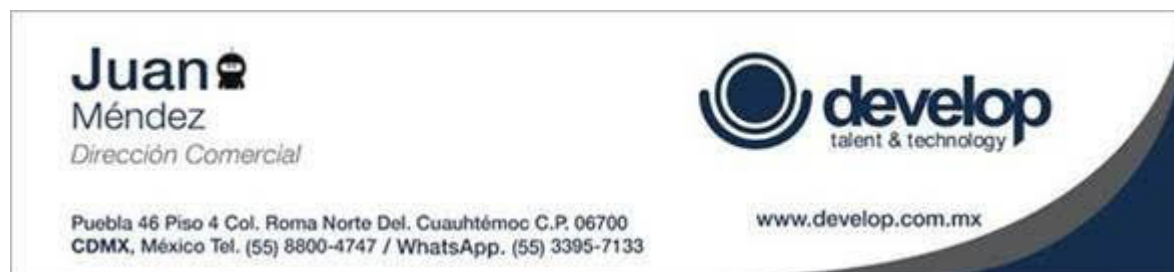 Juan
Méndez
Dirección Comercial
Puebla 46 Piso 4 Col. Roma Norte Del. Cuauhtémoc C.P. 06700
CDMX, México Tel. (55) 8800-4747 / WhatsApp. (55) 3395-7133
develop
talent & technology
www.develop.com.mx